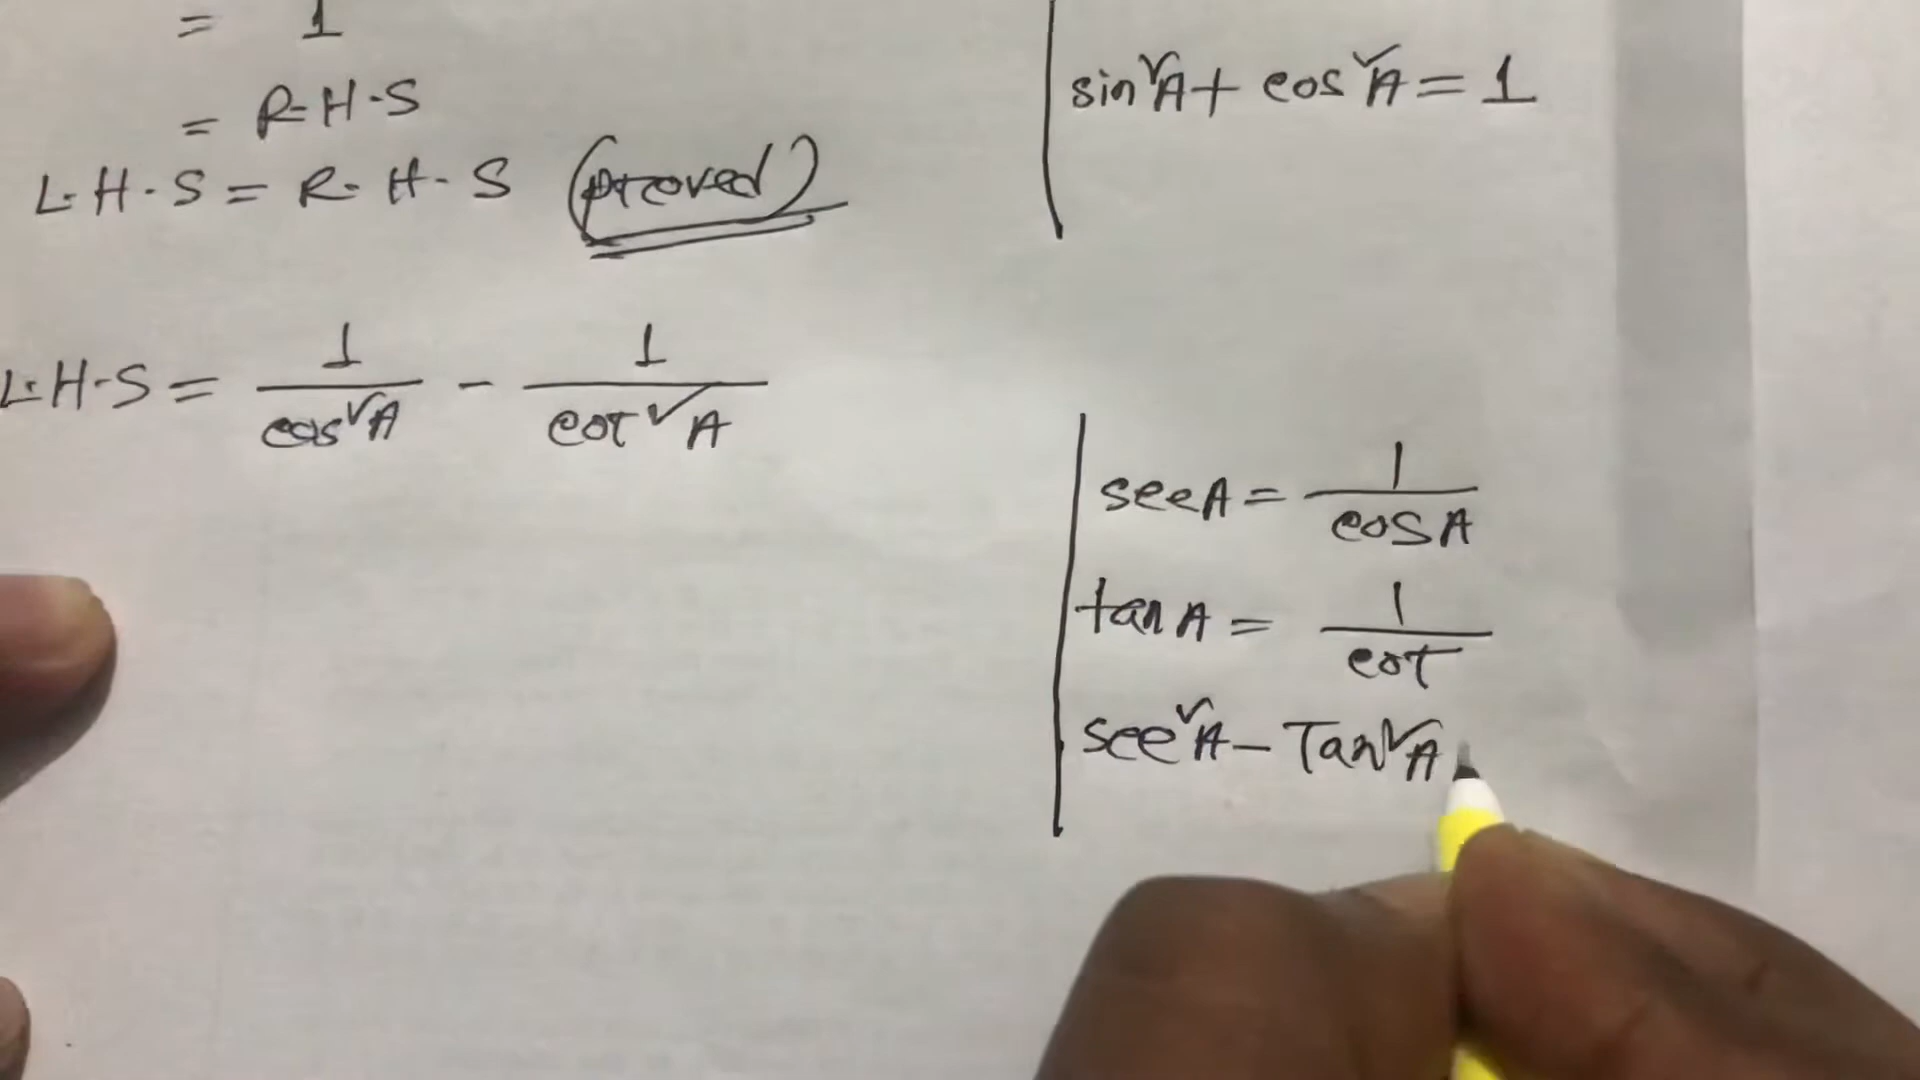 = 1
= R-H-S
L-H-S = R-H-S (proved)
sin²A + cos²A = 1
L-H-S = 1/cos²A - 1/cot²A
secA = 1/cosA
tanA = 1/cot
sec²A - Tan²A